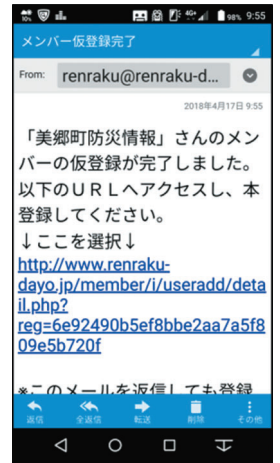 10%
4G+
98% 9:55
メンバー仮登録完了
From: renraku@renraku-d...
2018年4月17日 9:55
「美郷町防災情報」さんのメン
バーの仮登録が完了しました。
以下のＵＲＬへアクセスし、本
登録してください。
↓ここを選択↓
http://www.renraku-
dayo.jp/member/i/useradd/deta
il.php?
reg=6e92490b5ef8bbe2aa7a5f8
09e5b720f
※このメールを返信しても登録
返信 全返信 転送 削除 その他